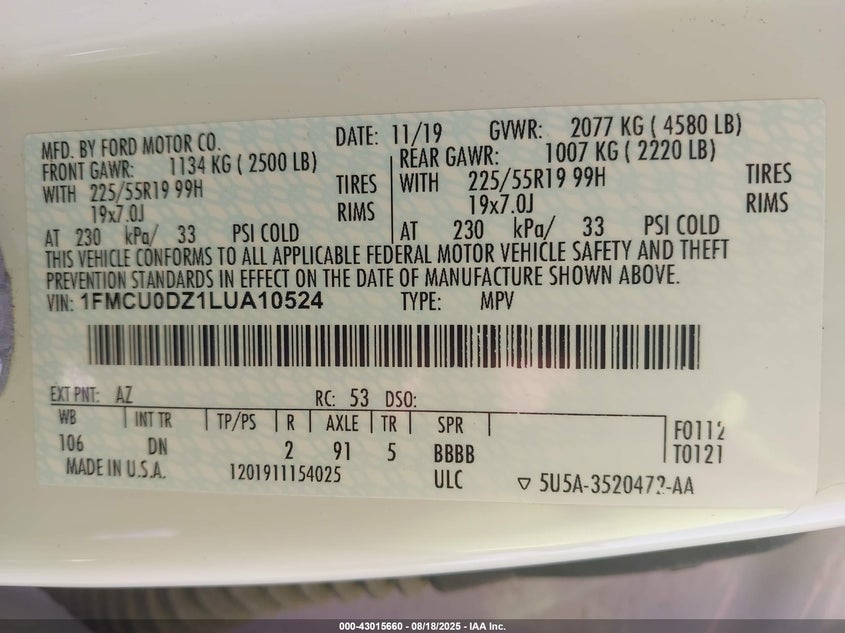 MFD. BY FORD MOTOR CO. DATE: 11/19 GVWR: 2077 KG ( 4580 LB)
FRONT GAWR: 1134 KG ( 2500 LB) REAR GAWR: 1007 KG ( 2220 LB)
WITH 225/55R19 99H TIRES WITH 225/55R19 99H TIRES
19x7.0J RIMS 19x7.0J RIMS
AT 230 kPa/ 33 PSI COLD AT 230 kPa/ 33 PSI COLD
THIS VEHICLE CONFORMS TO ALL APPLICABLE FEDERAL MOTOR VEHICLE SAFETY AND THEFT
PREVENTION STANDARDS IN EFFECT ON THE DATE OF MANUFACTURE SHOWN ABOVE.
VIN: 1FMCU0DZ1LUA10524 TYPE: MPV
EXT PNT: AZ RC: 53 DSO:
WB INT TR TP/PS R AXLE TR SPR F0112
106 DN 2 91 5 BBBB T0121
MADE IN U.S.A. 1201911154025 ULC ▽ 5U5A-3520472-AA
000-43015660 - 08/18/2025 - IAA Inc.